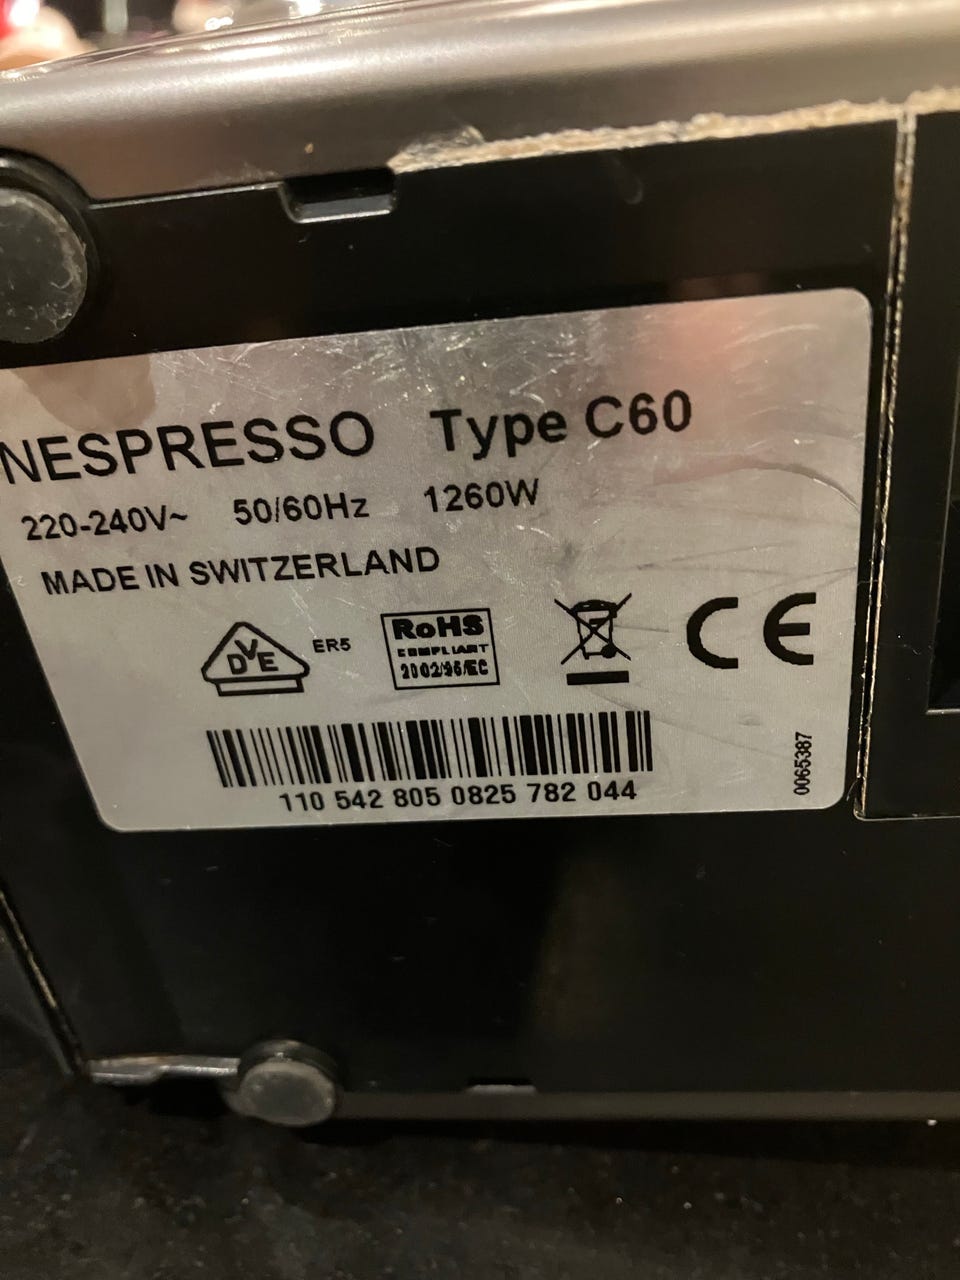 NESPRESSO Type C60
220-240V~ 50/60Hz 1260W
MADE IN SWITZERLAND
DVE ER5
RoHS
COMPLIANT
2002/95/EC
CE
110 542 805 0825 782 044
0065387